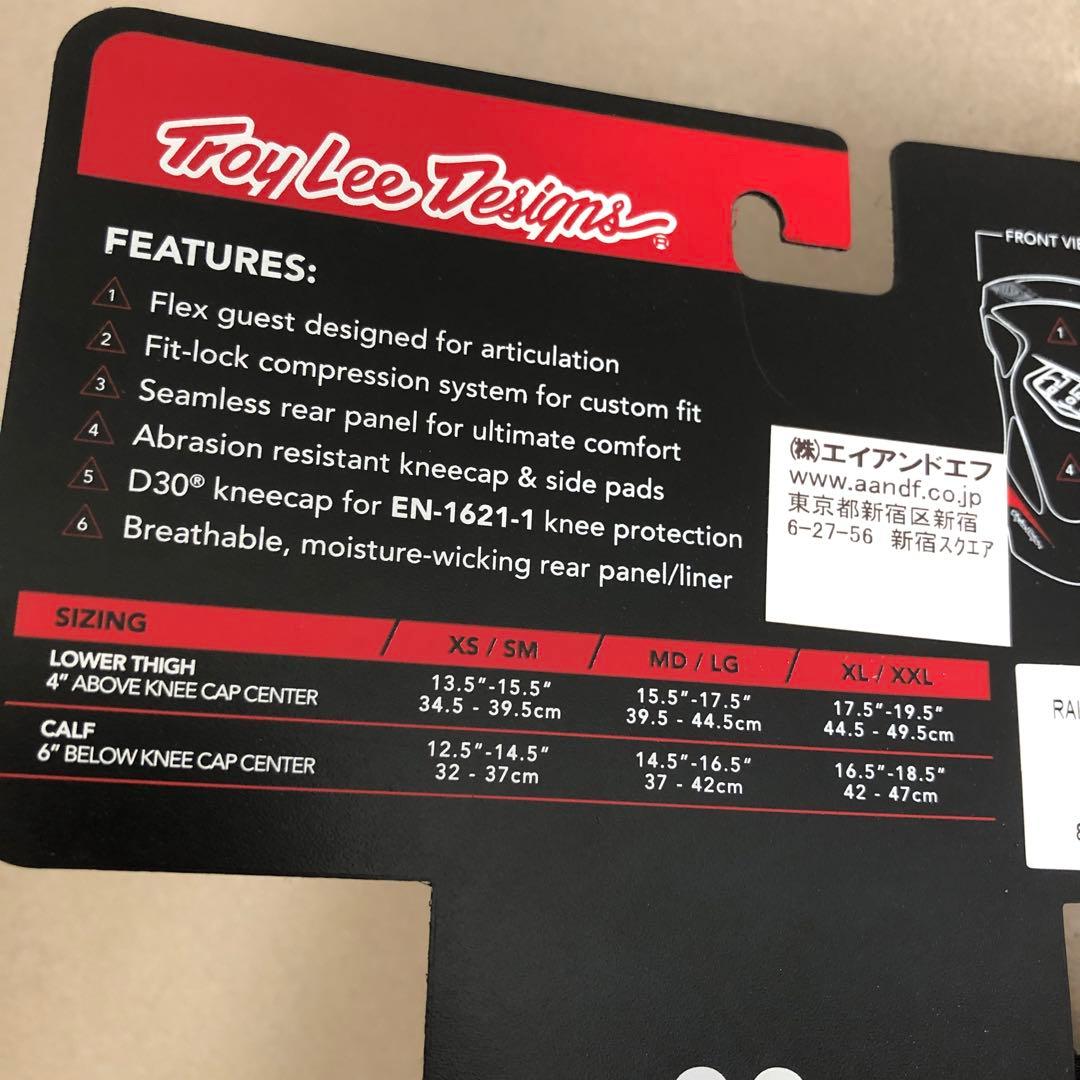 Troy Lee Designs ®
FEATURES:
1 Flex guest designed for articulation
2 Fit-lock compression system for custom fit
3 Seamless rear panel for ultimate comfort
4 Abrasion resistant kneecap & side pads
5 D30® kneecap for EN-1621-1 knee protection
6 Breathable, moisture-wicking rear panel/liner
FRONT VIE
1
4
(株)エイアンドエフ
www.aandf.co.jp
東京都新宿区新宿
6-27-56 新宿スクエア
SIZING / XS / SM / MD / LG / XL / XXL
LOWER THIGH
4" ABOVE KNEE CAP CENTER
13.5"-15.5"
34.5 - 39.5cm
15.5"-17.5"
39.5 - 44.5cm
17.5"-19.5"
44.5 - 49.5cm
CALF
6" BELOW KNEE CAP CENTER
12.5"-14.5"
32 - 37cm
14.5"-16.5"
37 - 42cm
16.5"-18.5"
42 - 47cm
RAI